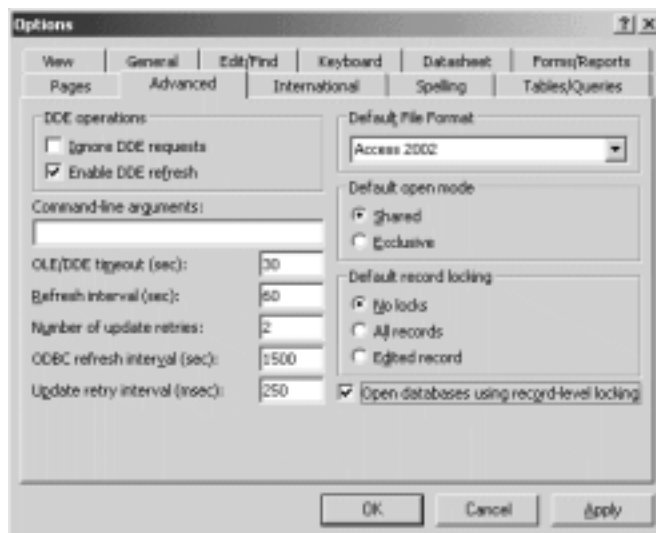 Options
View General Edit/Find Keyboard Datasheet Forms/Reports
Pages Advanced International Spelling Tables/Queries
DDE operations
Ignore DDE requests
Enable DDE refresh
Command-line arguments:
OLE/DDE timeout (sec): 30
Refresh interval (sec): 60
Number of update retries: 2
ODBC refresh interval (sec): 1500
Update retry interval (msec): 250
Default File Format
Access 2002
Default open mode
Shared
Exclusive
Default record locking
No locks
All records
Edited record
Open databases using record-level locking
OK Cancel Apply